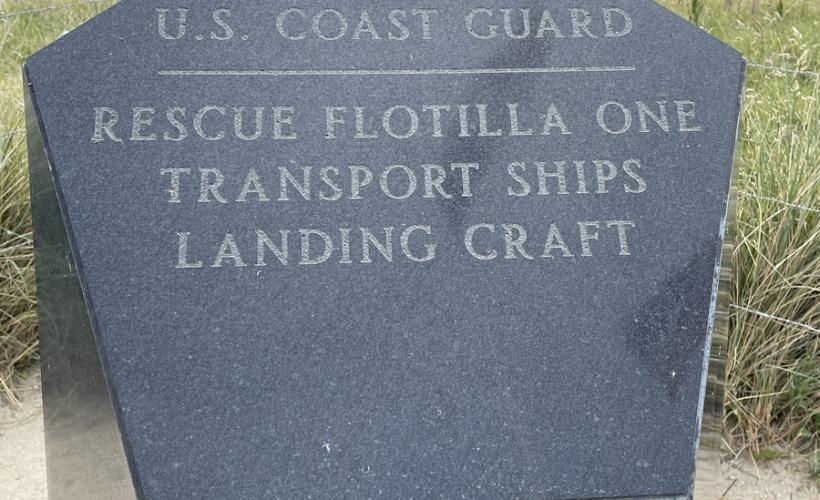 U.S. COAST GUARD
RESCUE FLOTILLA ONE
TRANSPORT SHIPS
LANDING CRAFT